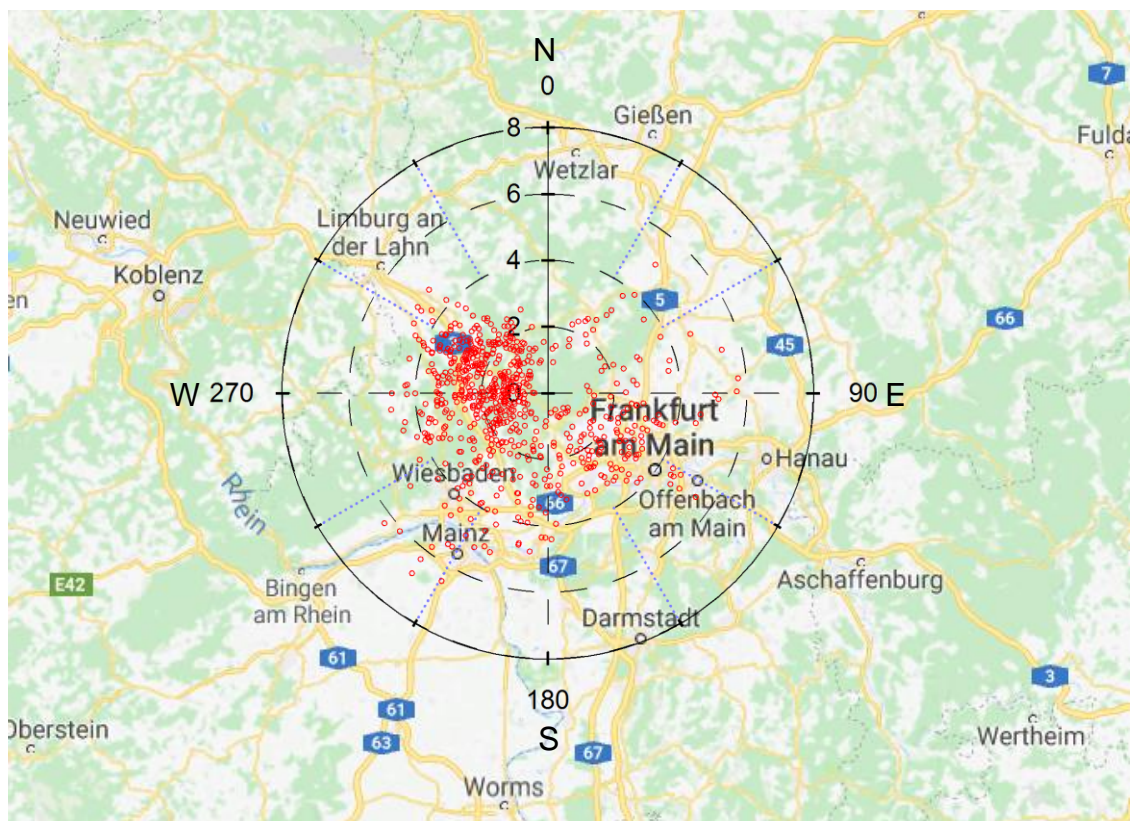 N
0
7
Gießen
8
Fulda
Wetzlar
6
Neuwied
Limburg an
der Lahn
4
Koblenz
en
5
2
66
45
W 270
0
90 E
Frankfurt
am Main
Hanau
Wiesbaden
Offenbach
am Main
Rhein
66
Mainz
67
E42
Bingen
am Rhein
Aschaffenburg
Darmstadt
61
3
180
S
61
63
67
Oberstein
Wertheim
Worms